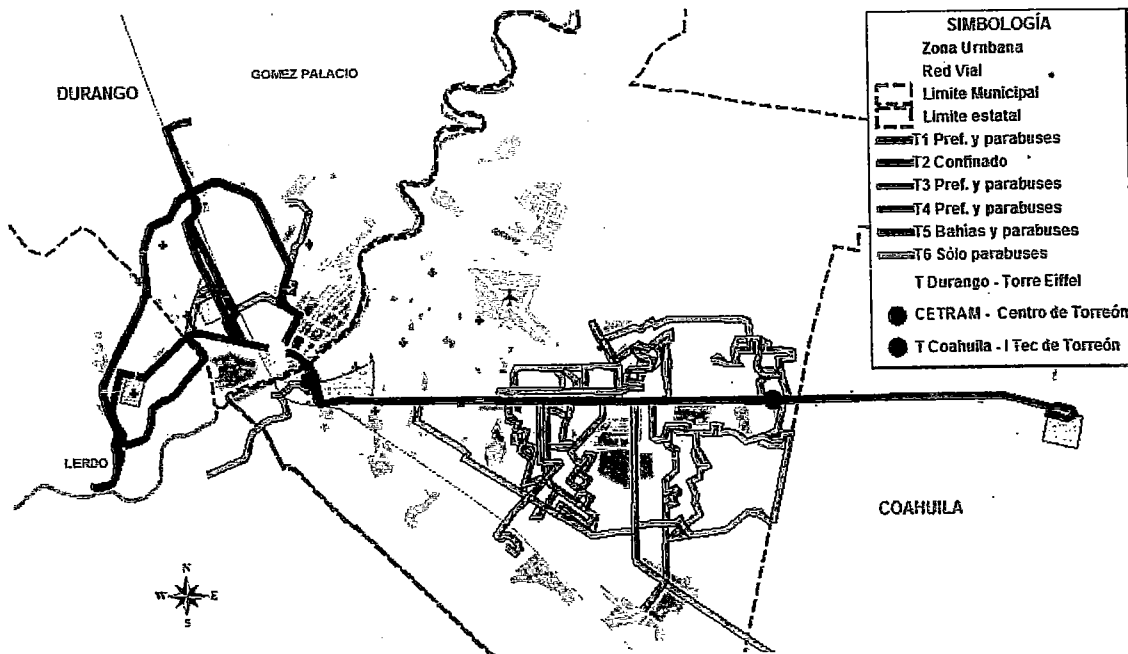 SIMBOLOGÍA
Zona Urnbana
Red Vial
Limite Municipal
Limite estatal
T1 Pref. y parabuses
T2 Confinado
T3 Pref. y parabuses
T4 Pref. y parabuses
T5 Bahias y parabuses
T6 Sólo parabuses
T Durango - Torre Eiffel
CETRAM - Centro de Torreón
T Coahuila - I Tec de Torreón
GOMEZ PALACIO
DURANGO
LERDO
COAHUILA
N
W E
S